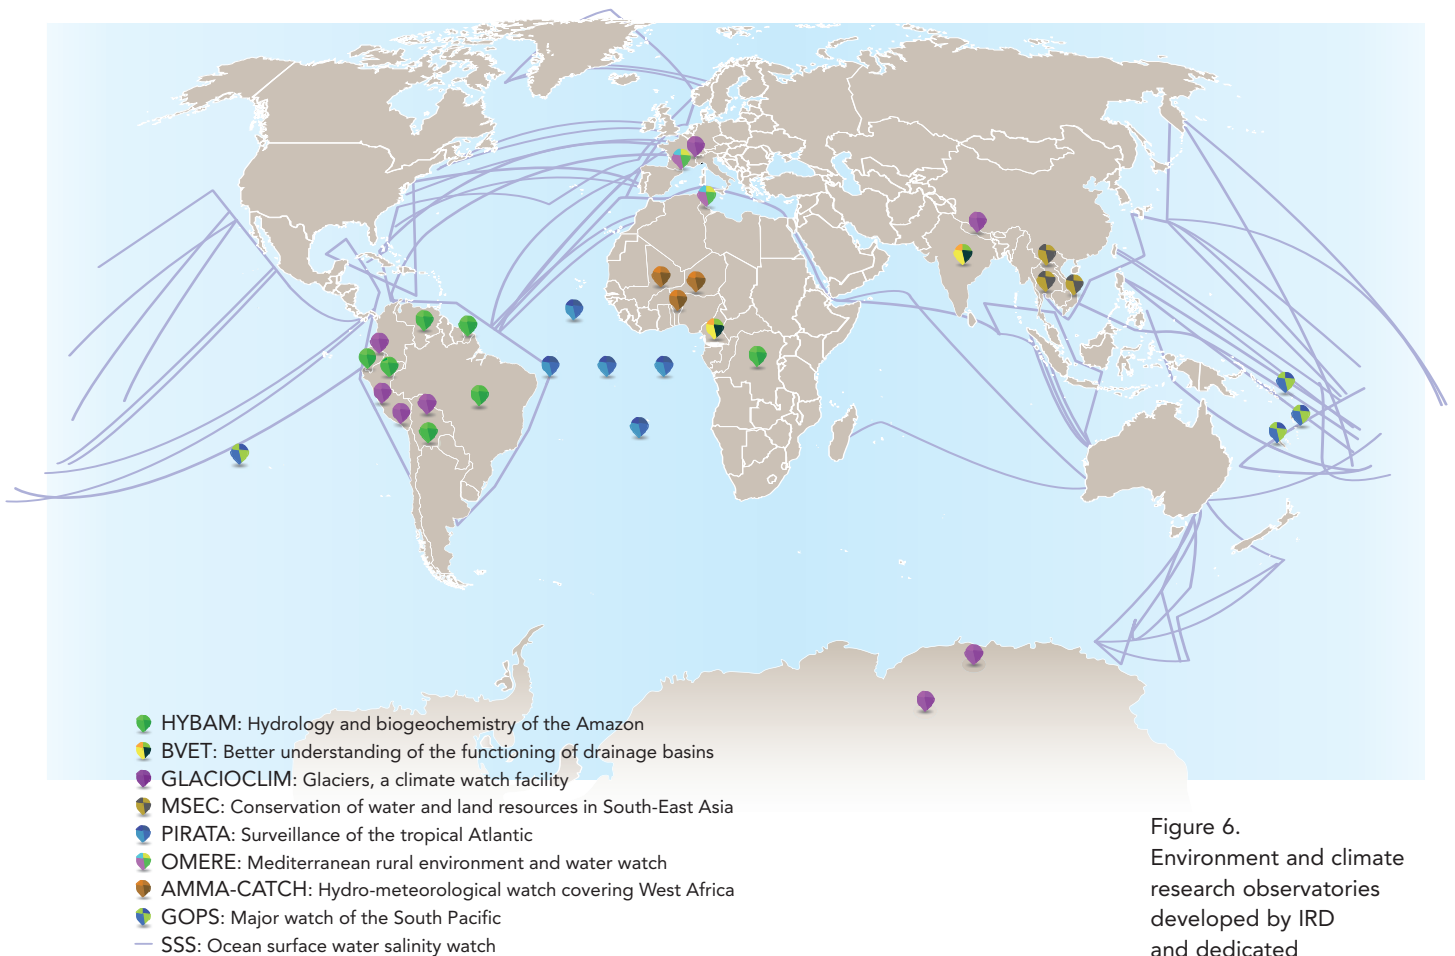 HYBAM: Hydrology and biogeochemistry of the Amazon
BVET: Better understanding of the functioning of drainage basins
GLACIOCLIM: Glaciers, a climate watch facility
MSEC: Conservation of water and land resources in South-East Asia
PIRATA: Surveillance of the tropical Atlantic
OMERE: Mediterranean rural environment and water watch
AMMA-CATCH: Hydro-meteorological watch covering West Africa
GOPS: Major watch of the South Pacific
SSS: Ocean surface water salinity watch
Figure 6.
Environment and climate
research observatories
developed by IRD
and dedicated